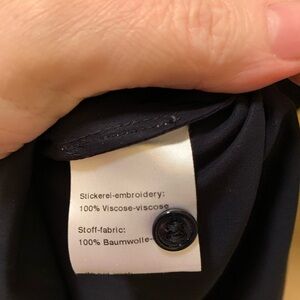 Stickerei-embroidery:
100% Viscose-viscose
Stoff-fabric:
100% Baumwolle-